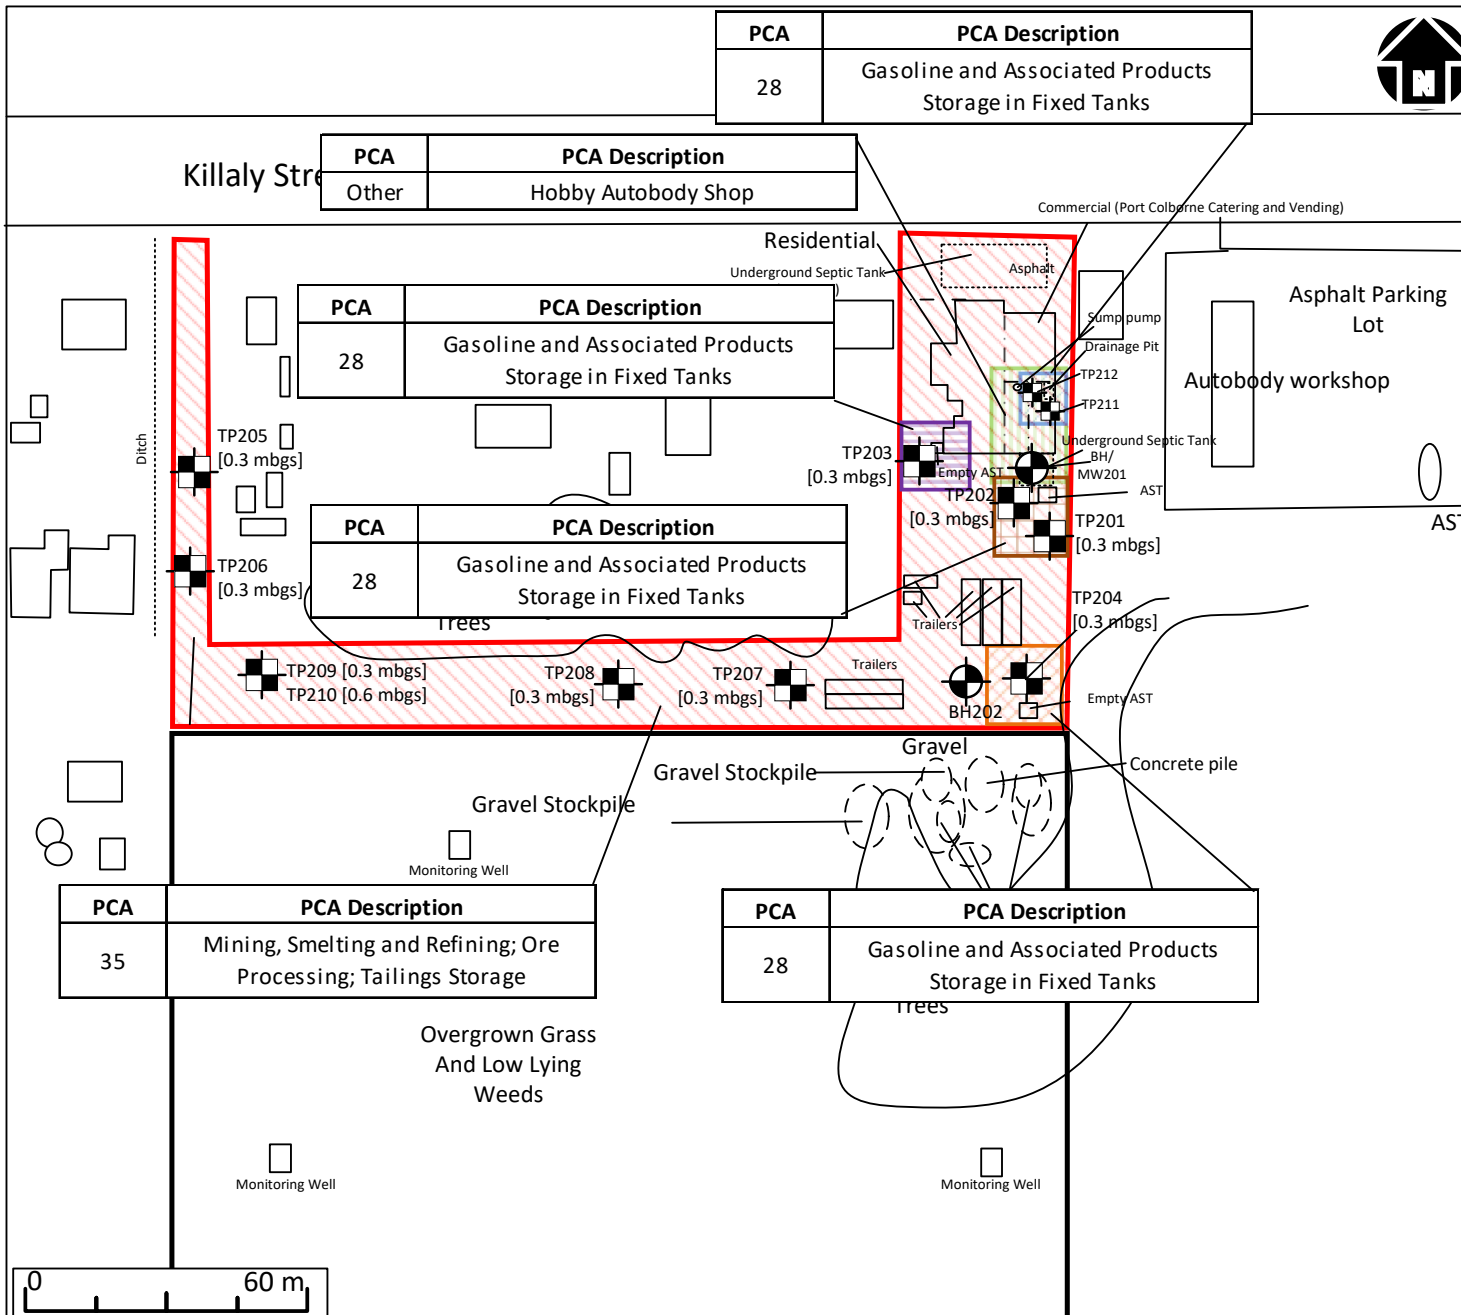 PCA PCA Description
28 Gasoline and Associated Products
Storage in Fixed Tanks
N
Killaly Stre
PCA PCA Description
Other Hobby Autobody Shop
Commercial (Port Colborne Catering and Vending)
Residential
Underground Septic Tank
)
Asphalt
Asphalt Parking
Lot
PCA PCA Description
28 Gasoline and Associated Products
Storage in Fixed Tanks
Sump pump
Drainage Pit
TP212
TP211
Autobody workshop
Ditch
TP205
[0.3 mbgs]
TP203
[0.3 mbgs]
Underground Septic Tank
BH/
MW201
Empty AST
AST
TP202
[0.3 mbgs]
TP201
[0.3 mbgs]
AST
PCA PCA Description
28 Gasoline and Associated Products
Storage in Fixed Tanks
TP206
[0.3 mbgs]
Trees
Trailers
TP204
[0.3 mbgs]
TP209 [0.3 mbgs]
TP210 [0.6 mbgs]
TP208
[0.3 mbgs]
TP207
[0.3 mbgs]
Trailers
BH202
Empty AST
Gravel
Gravel Stockpile
Concrete pile
Gravel Stockpile
Monitoring Well
PCA PCA Description
35 Mining, Smelting and Refining; Ore
Processing; Tailings Storage
PCA PCA Description
28 Gasoline and Associated Products
Storage in Fixed Tanks
Trees
Overgrown Grass
And Low Lying
Weeds
Monitoring Well
Monitoring Well
0 60 m